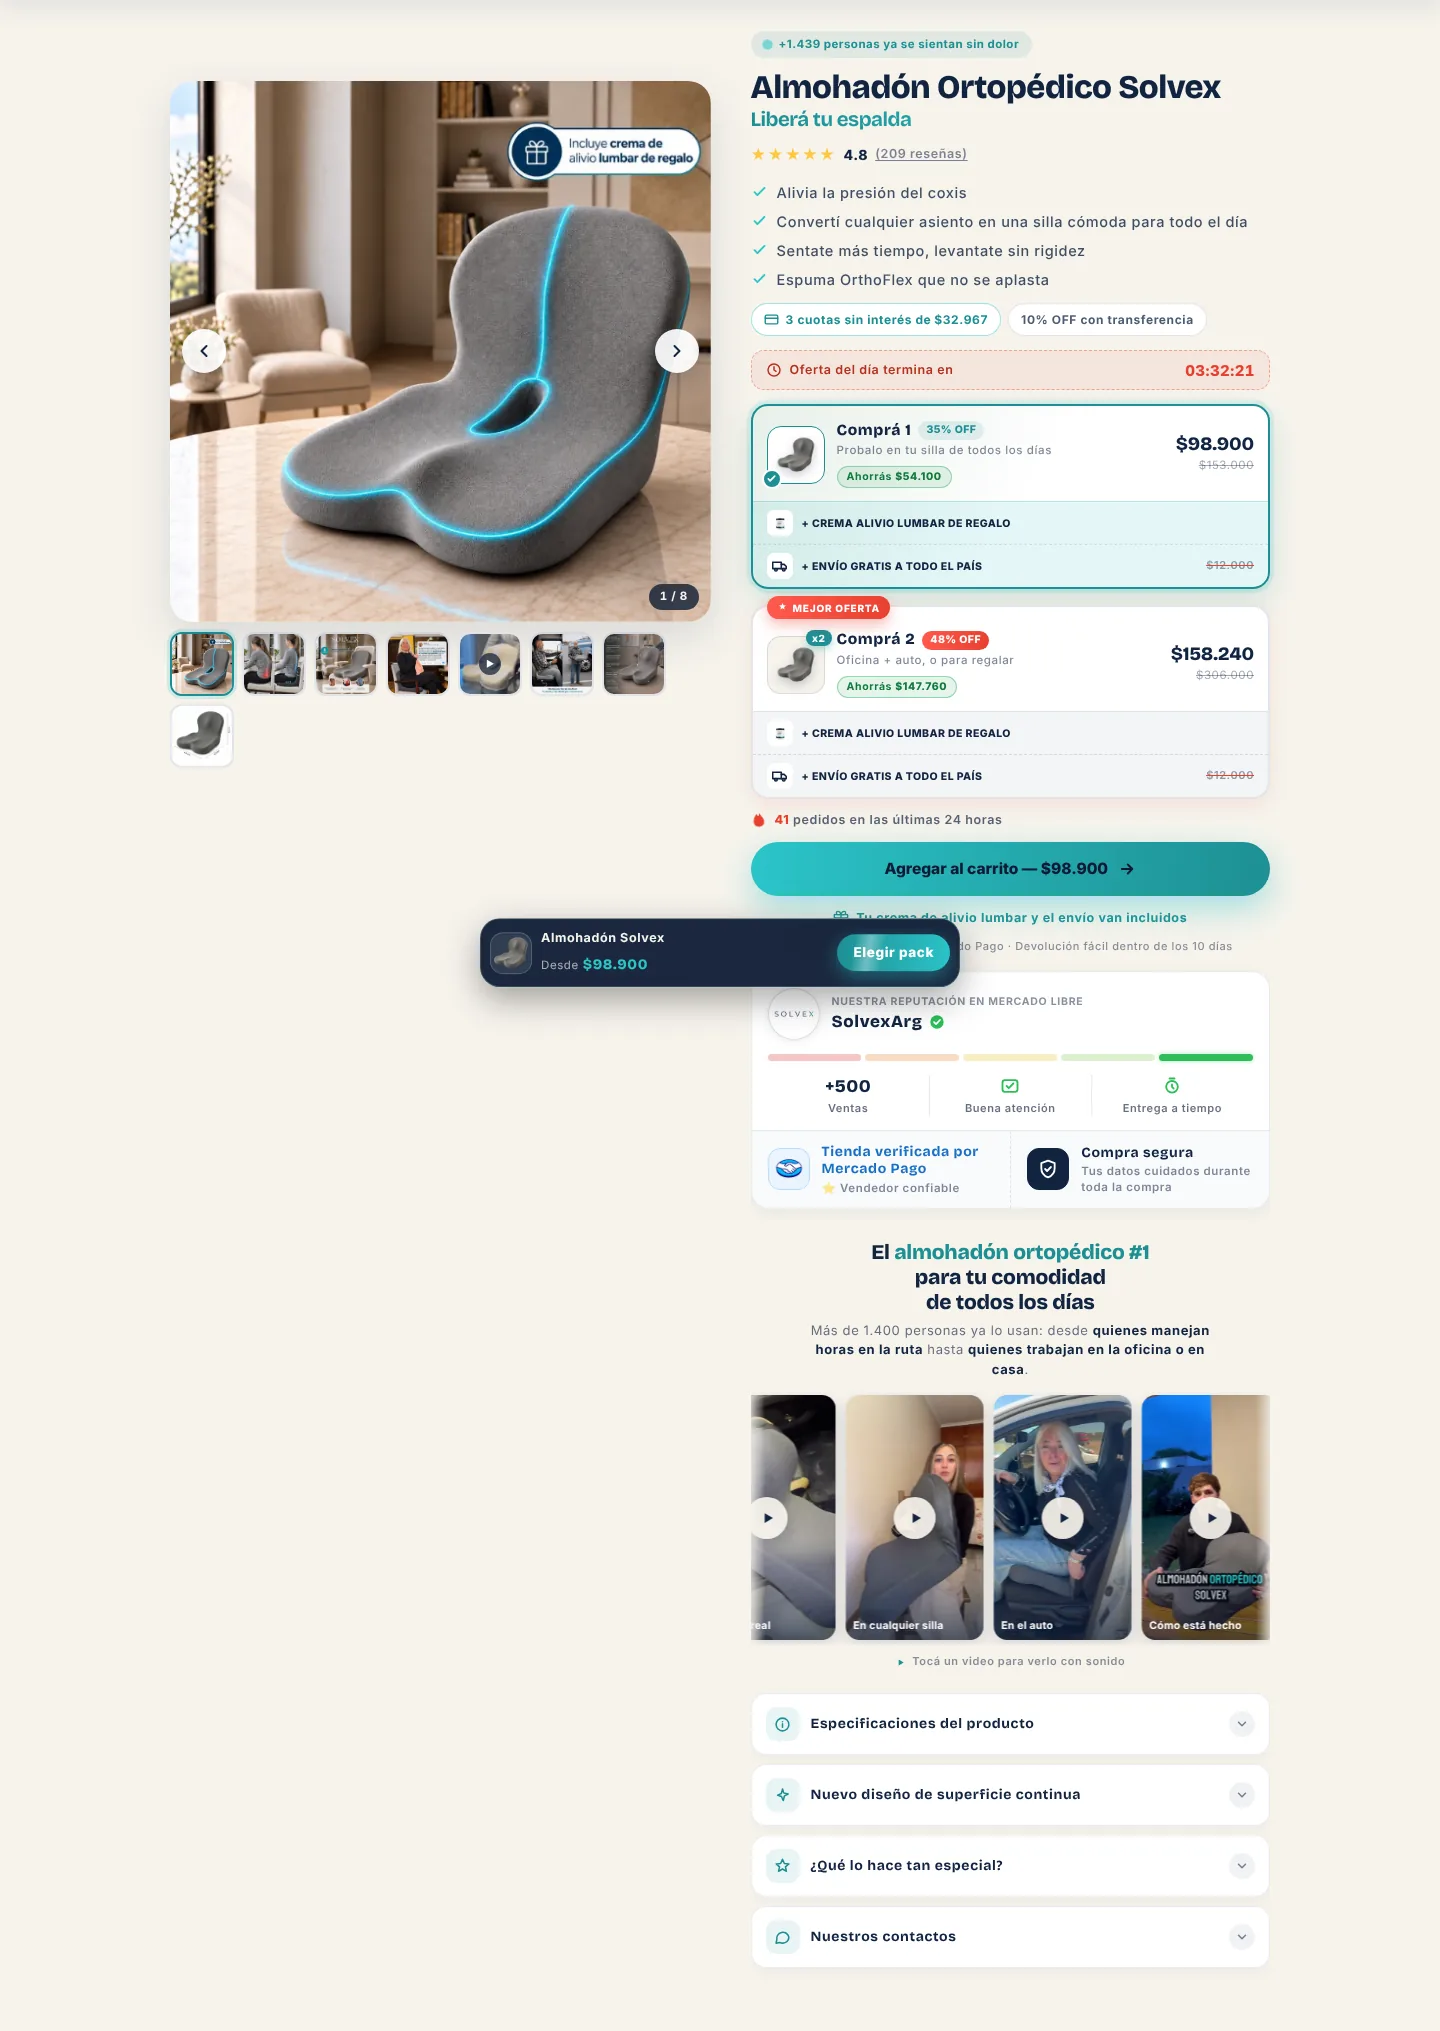 +1.439 personas ya se sientan sin dolor
Almohadón Ortopédico Solvex
Liberá tu espalda
4.8 (209 reseñas)
Alivia la presión del coxis
Convertí cualquier asiento en una silla cómoda para todo el día
Sentate más tiempo, levantate sin rigidez
Espuma OrthoFlex que no se aplasta
3 cuotas sin interés de $32.967
10% OFF con transferencia
Oferta del día termina en
03:32:21
Incluye crema de
alivio lumbar de regalo
1 / 8
Comprá 1 35% OFF
Probalo en tu silla de todos los días
Ahorrás $54.100
$98.900
$153.000
+ CREMA ALIVIO LUMBAR DE REGALO
+ ENVÍO GRATIS A TODO EL PAÍS
$12.000
★ MEJOR OFERTA
x2
Comprá 2 48% OFF
Oficina + auto, o para regalar
Ahorrás $147.760
$158.240
$306.000
+ CREMA ALIVIO LUMBAR DE REGALO
+ ENVÍO GRATIS A TODO EL PAÍS
$12.000
41 pedidos en las últimas 24 horas
Agregar al carrito — $98.900 →
Tu crema de alivio lumbar y el envío van incluidos
Pago · Devolución fácil dentro de los 10 días
Almohadón Solvex
Desde $98.900
Elegir pack
SOLVEX
NUESTRA REPUTACIÓN EN MERCADO LIBRE
SolvexArg
+500
Ventas
Buena atención
Entrega a tiempo
Tienda verificada por
Mercado Pago
⭐ Vendedor confiable
Compra segura
Tus datos cuidados durante
toda la compra
El almohadón ortopédico #1
para tu comodidad
de todos los días
Más de 1.400 personas ya lo usan: desde quienes manejan
horas en la ruta hasta quienes trabajan en la oficina o en
casa.
real
En cualquier silla
En el auto
ALMOHADÓN ORTOPÉDICO
SOLVEX
Cómo está hecho
Tocá un video para verlo con sonido
Especificaciones del producto
Nuevo diseño de superficie continua
¿Qué lo hace tan especial?
Nuestros contactos